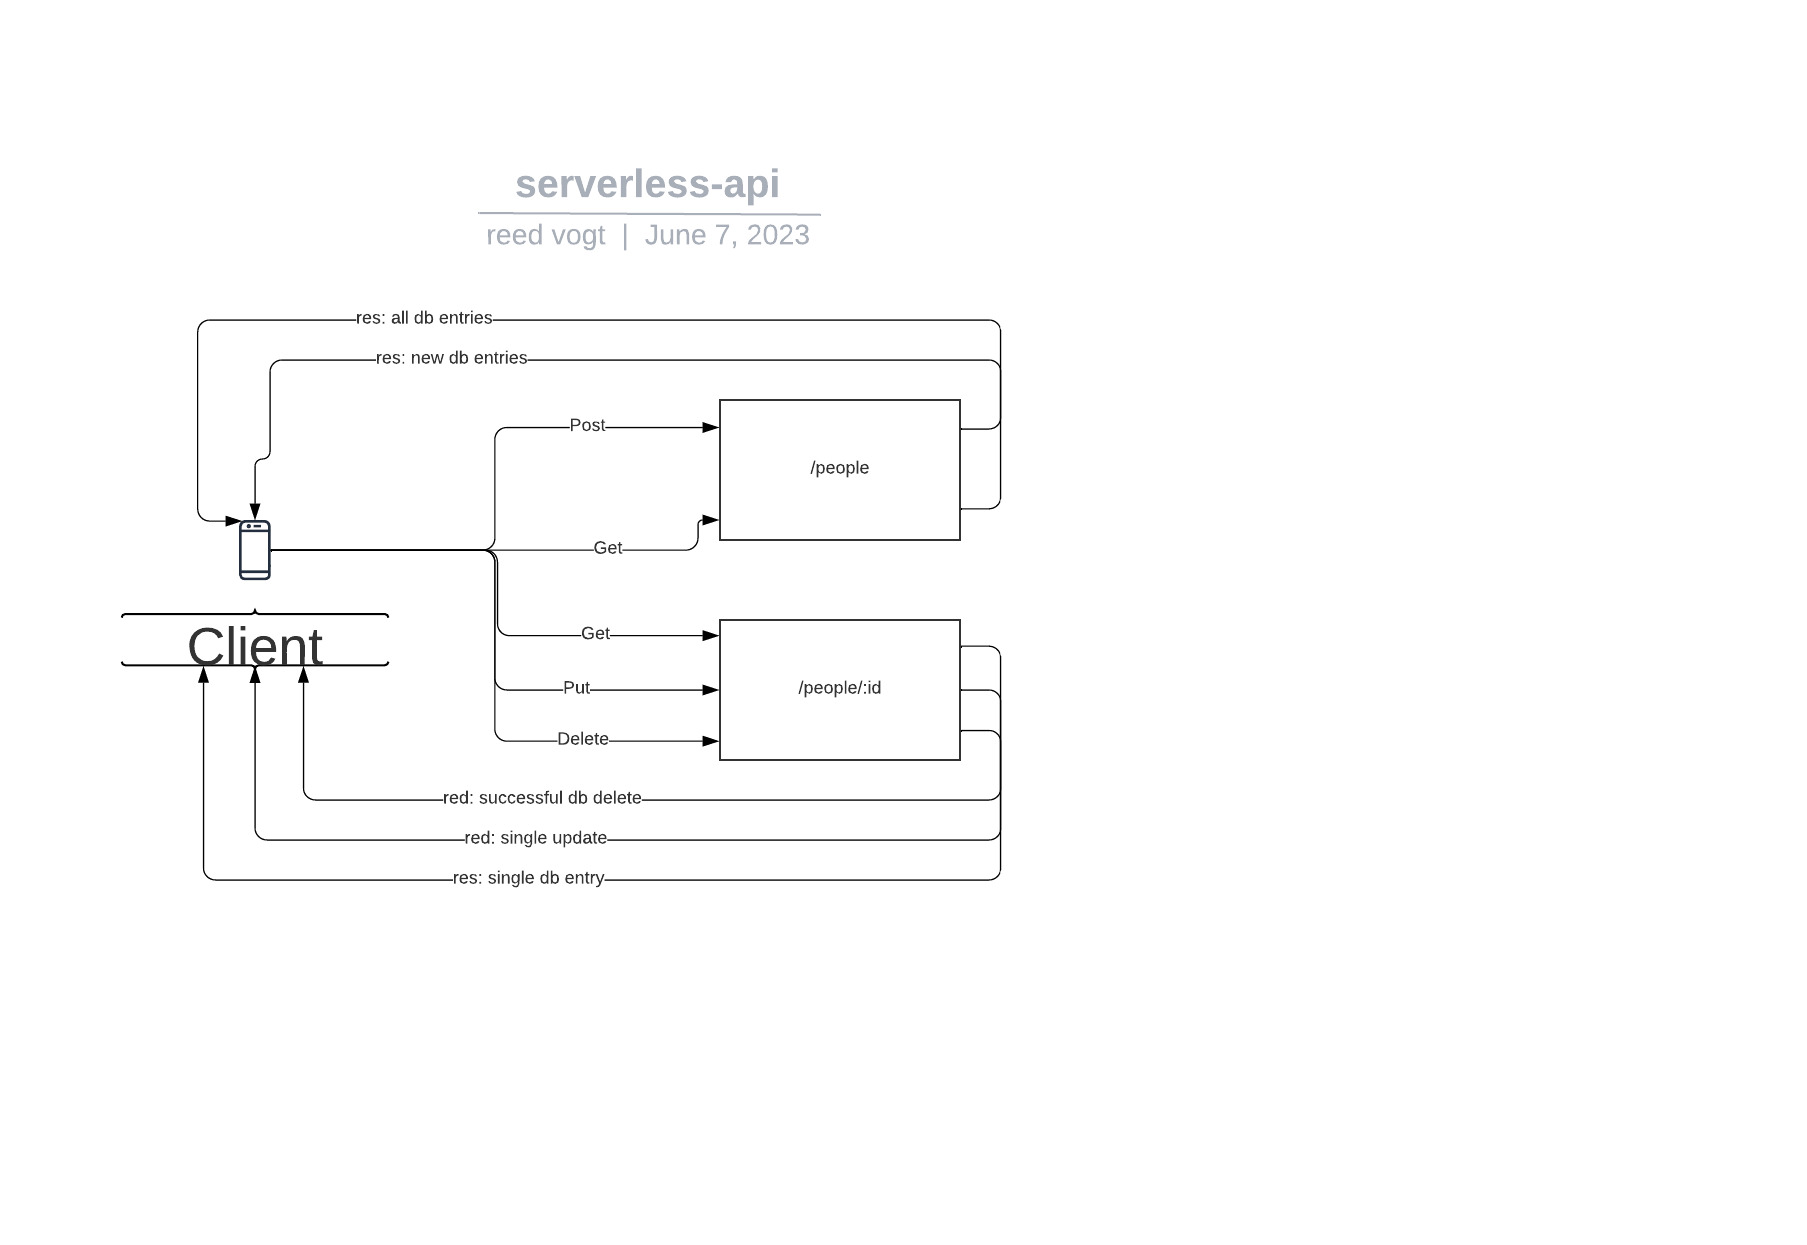 serverless-api
reed vogt | June 7, 2023
res: all db entries
res: new db entries
Post
/people
Get
Client
Get
Put
/people/:id
Delete
red: successful db delete
red: single update
res: single db entry